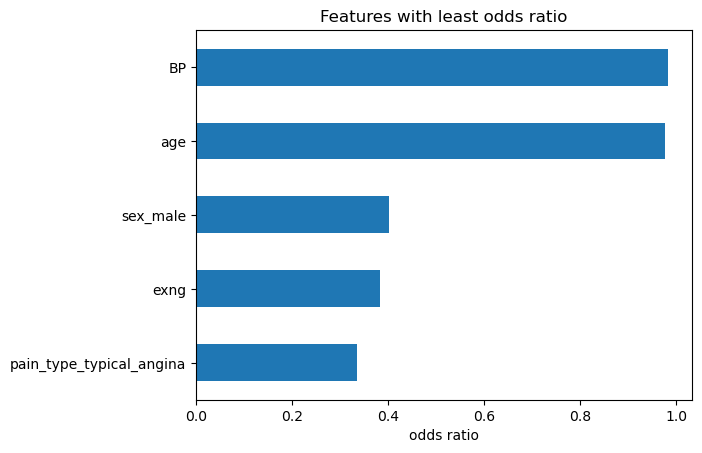 Features with least odds ratio
BP
age
sex_male
exng
pain_type_typical_angina
0.0 0.2 0.4 0.6 0.8 1.0
odds ratio